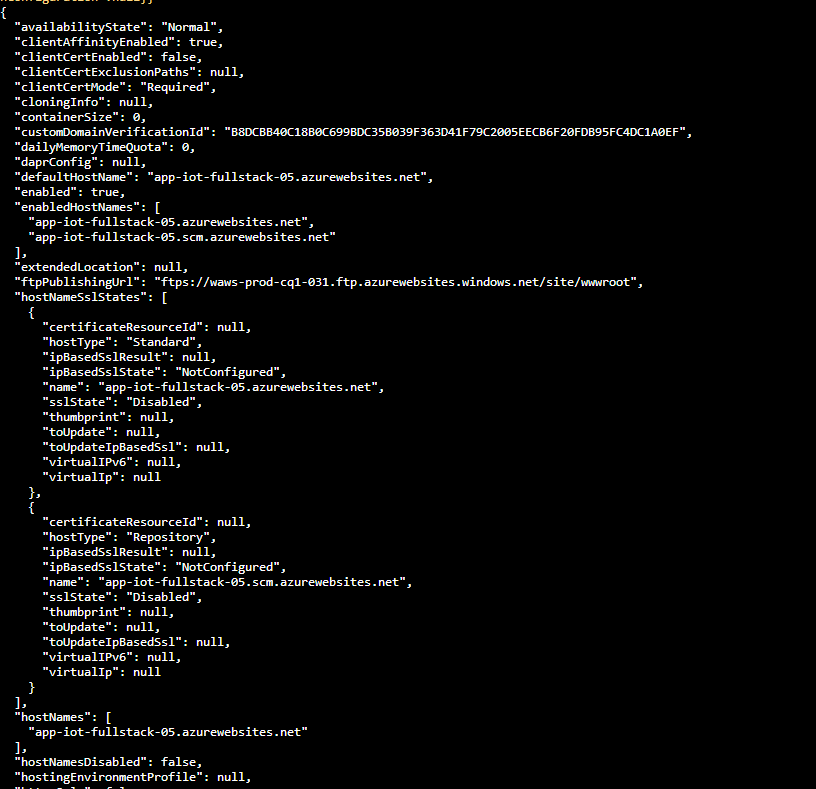 {
"availabilityState": "Normal",
"clientAffinityEnabled": true,
"clientCertEnabled": false,
"clientCertExclusionPaths": null,
"clientCertMode": "Required",
"cloningInfo": null,
"containerSize": 0,
"customDomainVerificationId": "B8DCBB40C18B0C699BDC35B039F363D41F79C2005EECB6F20FDB95FC4DC1A0EF",
"dailyMemoryTimeQuota": 0,
"daprConfig": null,
"defaultHostName": "app-iot-fullstack-05.azurewebsites.net",
"enabled": true,
"enabledHostNames": [
"app-iot-fullstack-05.azurewebsites.net",
"app-iot-fullstack-05.scm.azurewebsites.net"
],
"extendedLocation": null,
"ftpPublishingUrl": "ftps://waws-prod-cq1-031.ftp.azurewebsites.windows.net/site/wwwroot",
"hostNameSslStates": [
{
"certificateResourceId": null,
"hostType": "Standard",
"ipBasedSslResult": null,
"ipBasedSslState": "NotConfigured",
"name": "app-iot-fullstack-05.azurewebsites.net",
"sslState": "Disabled",
"thumbprint": null,
"toUpdate": null,
"toUpdateIpBasedSsl": null,
"virtualIPv6": null,
"virtualIp": null
},
{
"certificateResourceId": null,
"hostType": "Repository",
"ipBasedSslResult": null,
"ipBasedSslState": "NotConfigured",
"name": "app-iot-fullstack-05.scm.azurewebsites.net",
"sslState": "Disabled",
"thumbprint": null,
"toUpdate": null,
"toUpdateIpBasedSsl": null,
"virtualIPv6": null,
"virtualIp": null
}
],
"hostNames": [
"app-iot-fullstack-05.azurewebsites.net"
],
"hostNamesDisabled": false,
"hostingEnvironmentProfile": null,